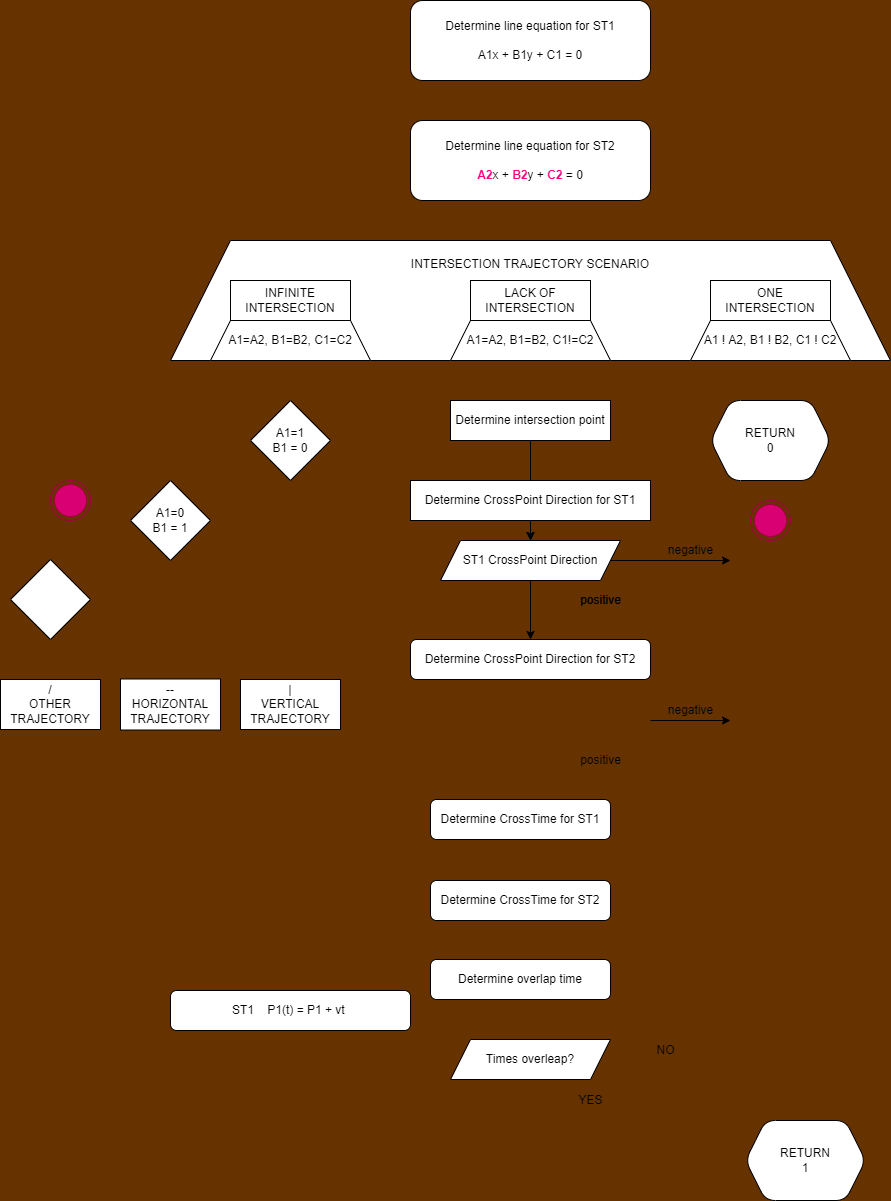 Determine line equation for ST1
A1x + B1y + C1 = 0
Determine line equation for ST2
A2x + B2y + C2 = 0
INTERSECTION TRAJECTORY SCENARIO
INFINITE
INTERSECTION
LACK OF
INTERSECTION
ONE
INTERSECTION
A1=A2, B1=B2, C1=C2
A1=A2, B1=B2, C1!=C2
A1 ! A2, B1 ! B2, C1 ! C2
A1=1
B1 = 0
Determine intersection point
RETURN
0
A1=0
B1 = 1
Determine CrossPoint Direction for ST1
ST1 CrossPoint Direction
negative
positive
Determine CrossPoint Direction for ST2
/
OTHER
TRAJECTORY
--
HORIZONTAL
TRAJECTORY
|
VERTICAL
TRAJECTORY
negative
positive
Determine CrossTime for ST1
Determine CrossTime for ST2
Determine overlap time
ST1 P1(t) = P1 + vt
Times overleap?
NO
YES
RETURN
1